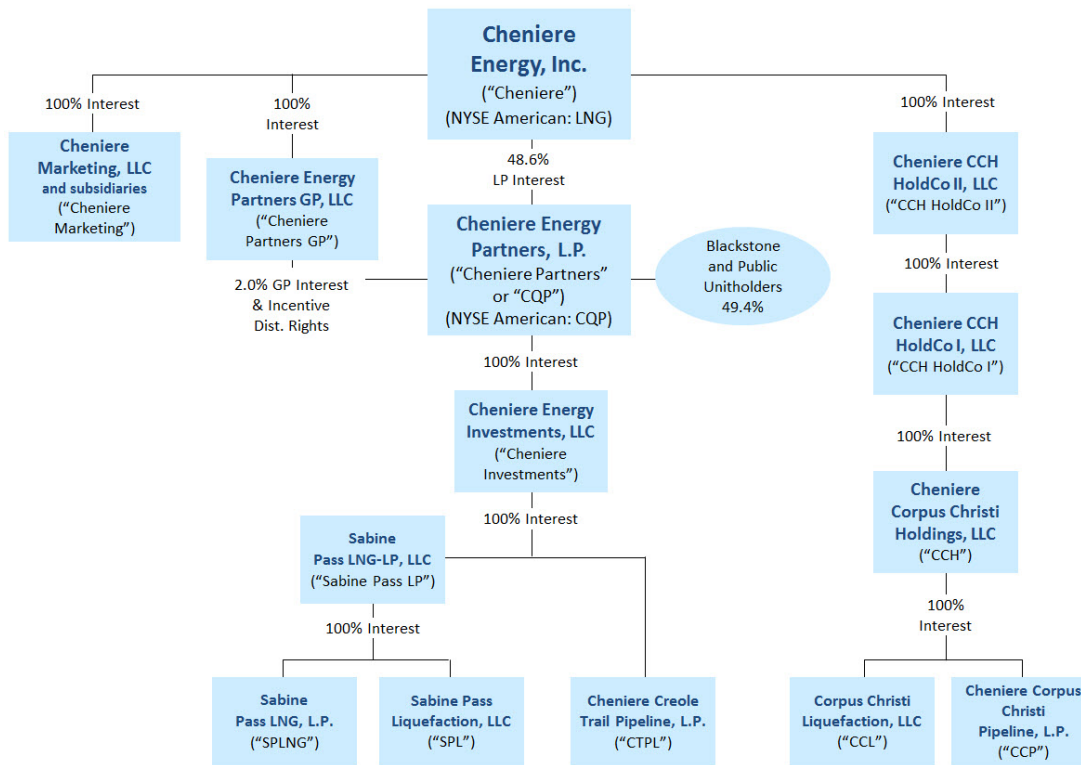 Cheniere
Energy, Inc.
(“Cheniere”)
(NYSE American: LNG)
100% Interest
100%
Interest
100% Interest
Cheniere
Marketing, LLC
and subsidiaries
(“Cheniere
Marketing”)
Cheniere Energy
Partners GP, LLC
(“Cheniere
Partners GP”)
48.6%
LP Interest
Cheniere CCH
HoldCo II, LLC
(“CCH HoldCo II”)
Cheniere Energy
Partners, L.P.
(“Cheniere Partners”
or “CQP”)
(NYSE American: CQP)
Blackstone
and Public
Unitholders
49.4%
2.0% GP Interest
& Incentive
Dist. Rights
100% Interest
Cheniere CCH
HoldCo I, LLC
(“CCH HoldCo I”)
100% Interest
Cheniere Energy
Investments, LLC
(“Cheniere
Investments”)
100% Interest
Cheniere
Corpus Christi
Holdings, LLC
(“CCH”)
100% Interest
Sabine
Pass LNG-LP, LLC
(“Sabine Pass LP”)
100% Interest
100%
Interest
Sabine
Pass LNG, L.P.
(“SPLNG”)
Sabine Pass
Liquefaction, LLC
(“SPL”)
Cheniere Creole
Trail Pipeline, L.P.
(“CTPL”)
Corpus Christi
Liquefaction, LLC
(“CCL”)
Cheniere Corpus
Christi
Pipeline, L.P.
(“CCP”)